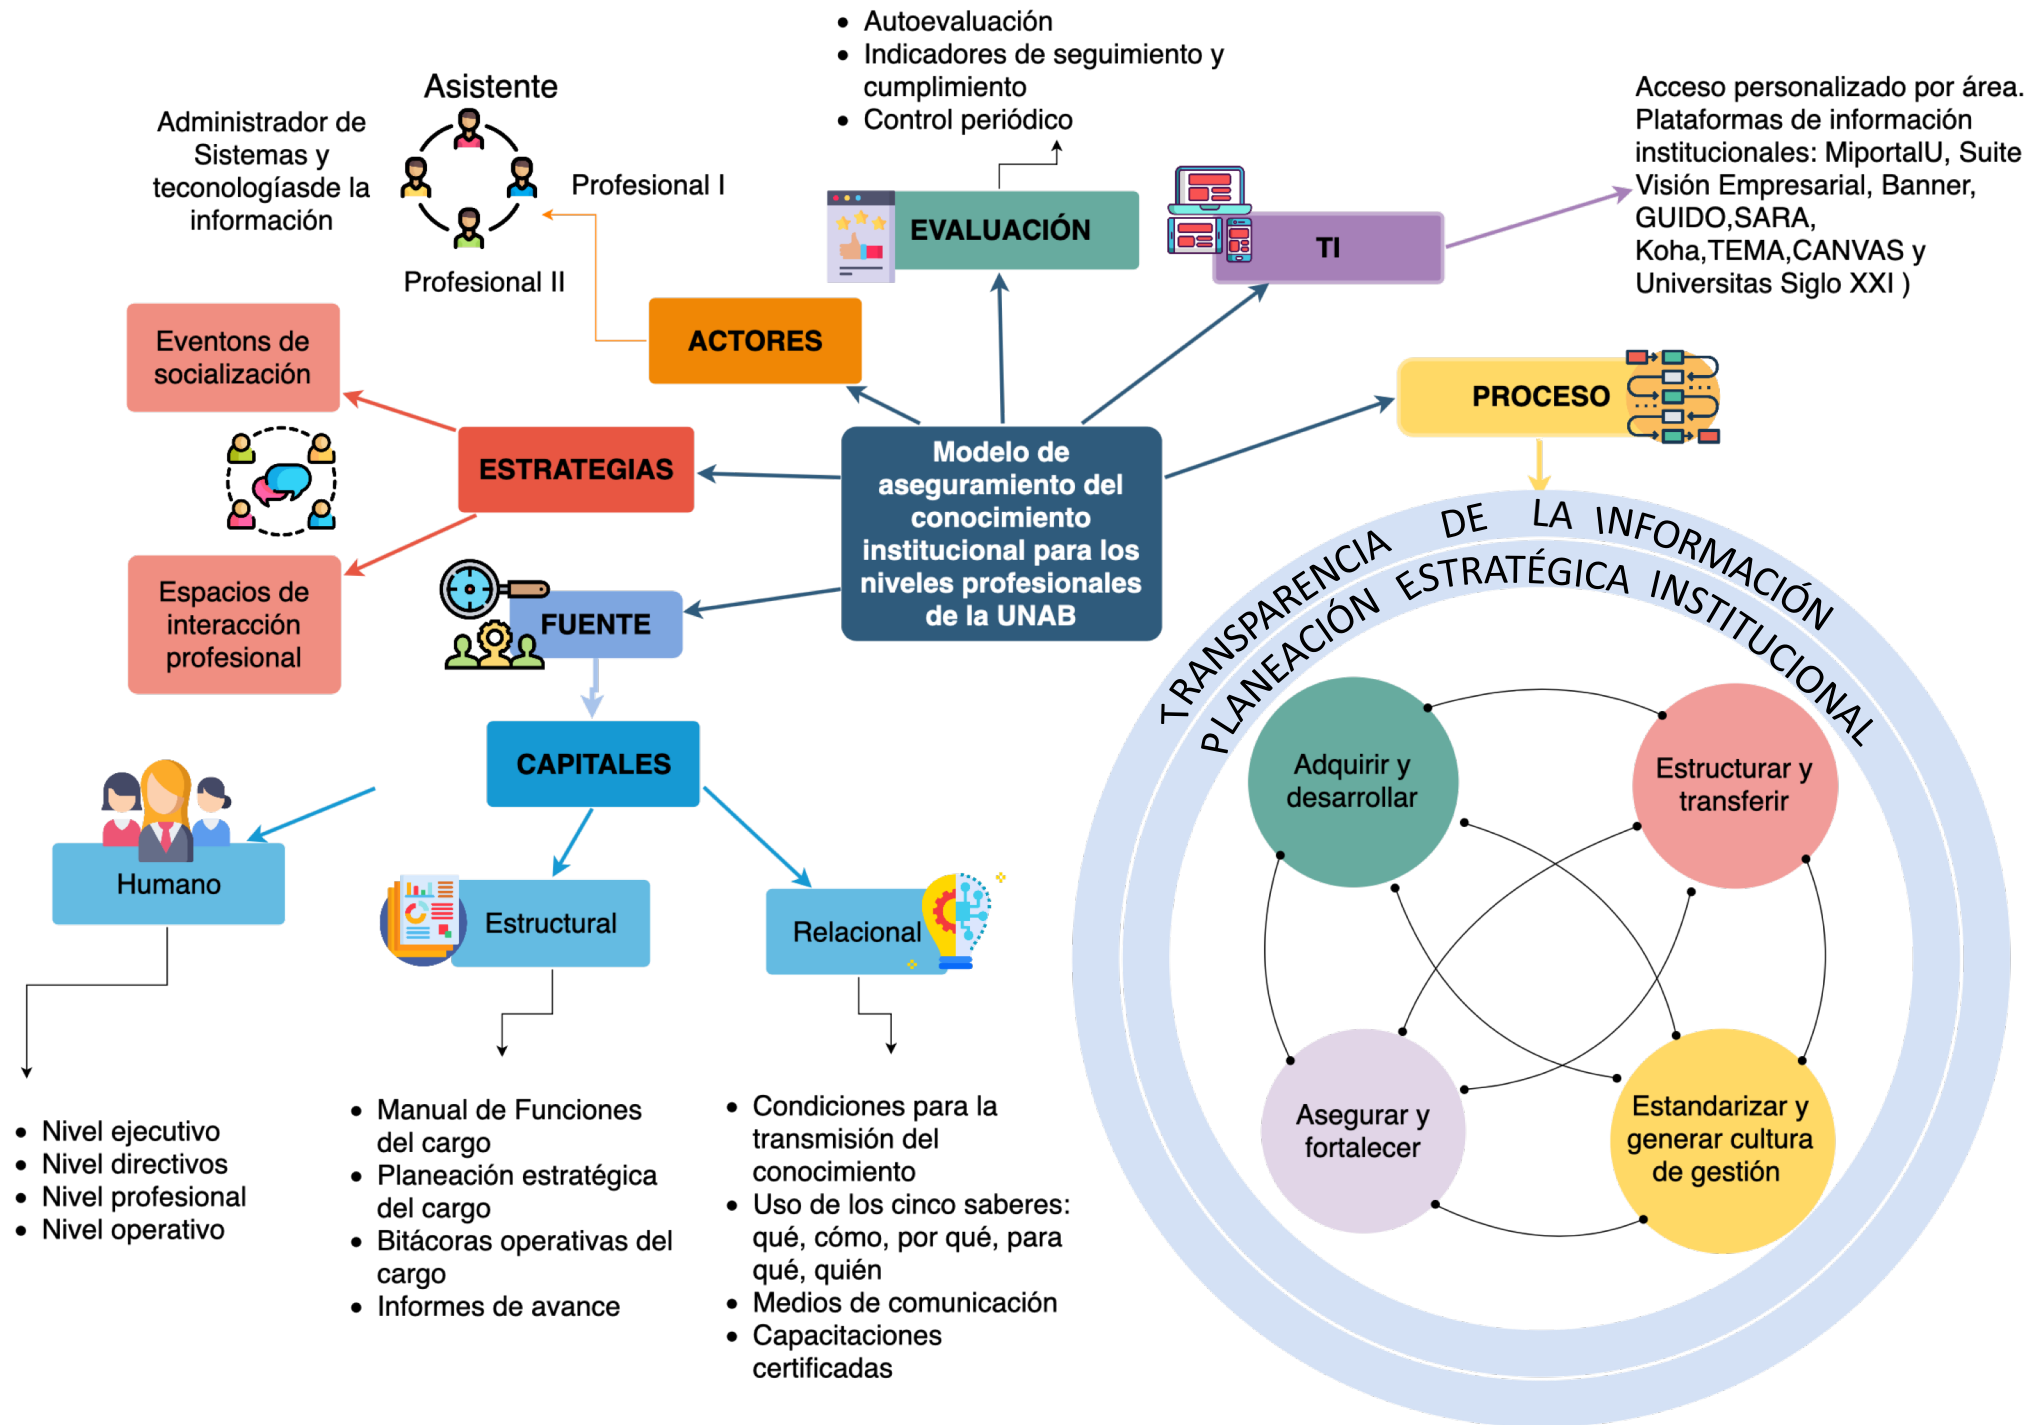 Autoevaluación
Indicadores de seguimiento y
cumplimiento
Control periódico
Asistente
Administrador de
Sistemas y
teconologíasde la
información
Profesional I
Profesional II
Acceso personalizado por área.
Plataformas de información
institucionales: MiportalU, Suite
Visión Empresarial, Banner,
GUIDO,SARA,
Koha,TEMA,CANVAS y
Universitas Siglo XXI )
EVALUACIÓN
TI
ACTORES
PROCESO
Eventons de
socialización
ESTRATEGIAS
Espacios de
interacción
profesional
Modelo de
aseguramiento del
conocimiento
institucional para los
niveles profesionales
de la UNAB
FUENTE
CAPITALES
Humano
Estructural
Relacional
Nivel ejecutivo
Nivel directivos
Nivel profesional
Nivel operativo
Manual de Funciones
del cargo
Planeación estratégica
del cargo
Bitácoras operativas del
cargo
Informes de avance
Condiciones para la
transmisión del
conocimiento
Uso de los cinco saberes:
qué, cómo, por qué, para
qué, quién
Medios de comunicación
Capacitaciones
certificadas
TRANSPARENCIA DE LA INFORMACIÓN
PLANEACIÓN ESTRATÉGICA INSTITUCIONAL
Adquirir y
desarrollar
Estructurar y
transferir
Asegurar y
fortalecer
Estandarizar y
generar cultura
de gestión